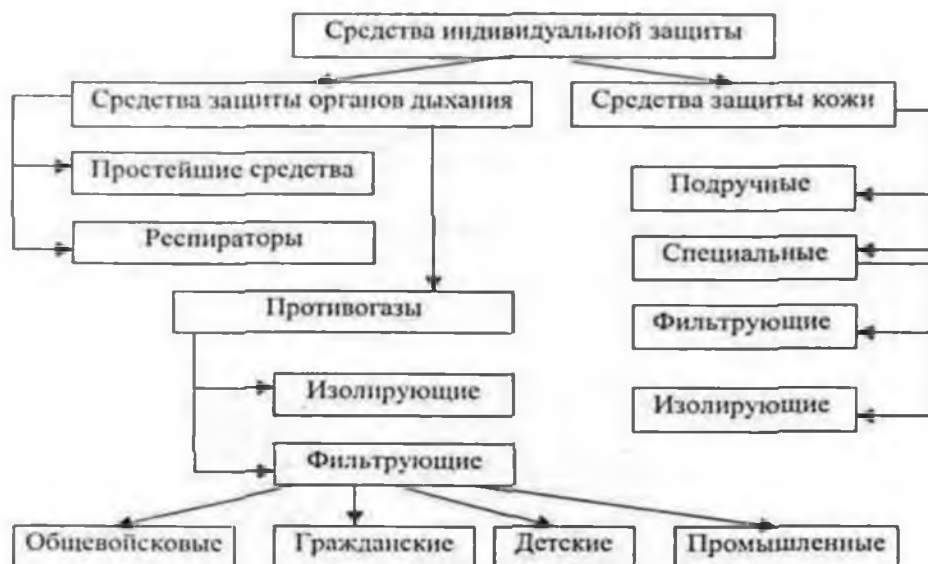 Средства индивидуальной защиты
Средства защиты органов дыхания
Средства защиты кожи
Простейшие средства
Подручные
Респираторы
Специальные
Противогазы
Фильтрующие
Изолирующие
Изолирующие
Фильтрующие
Общевойсковые
Гражданские
Детские
Промышленные